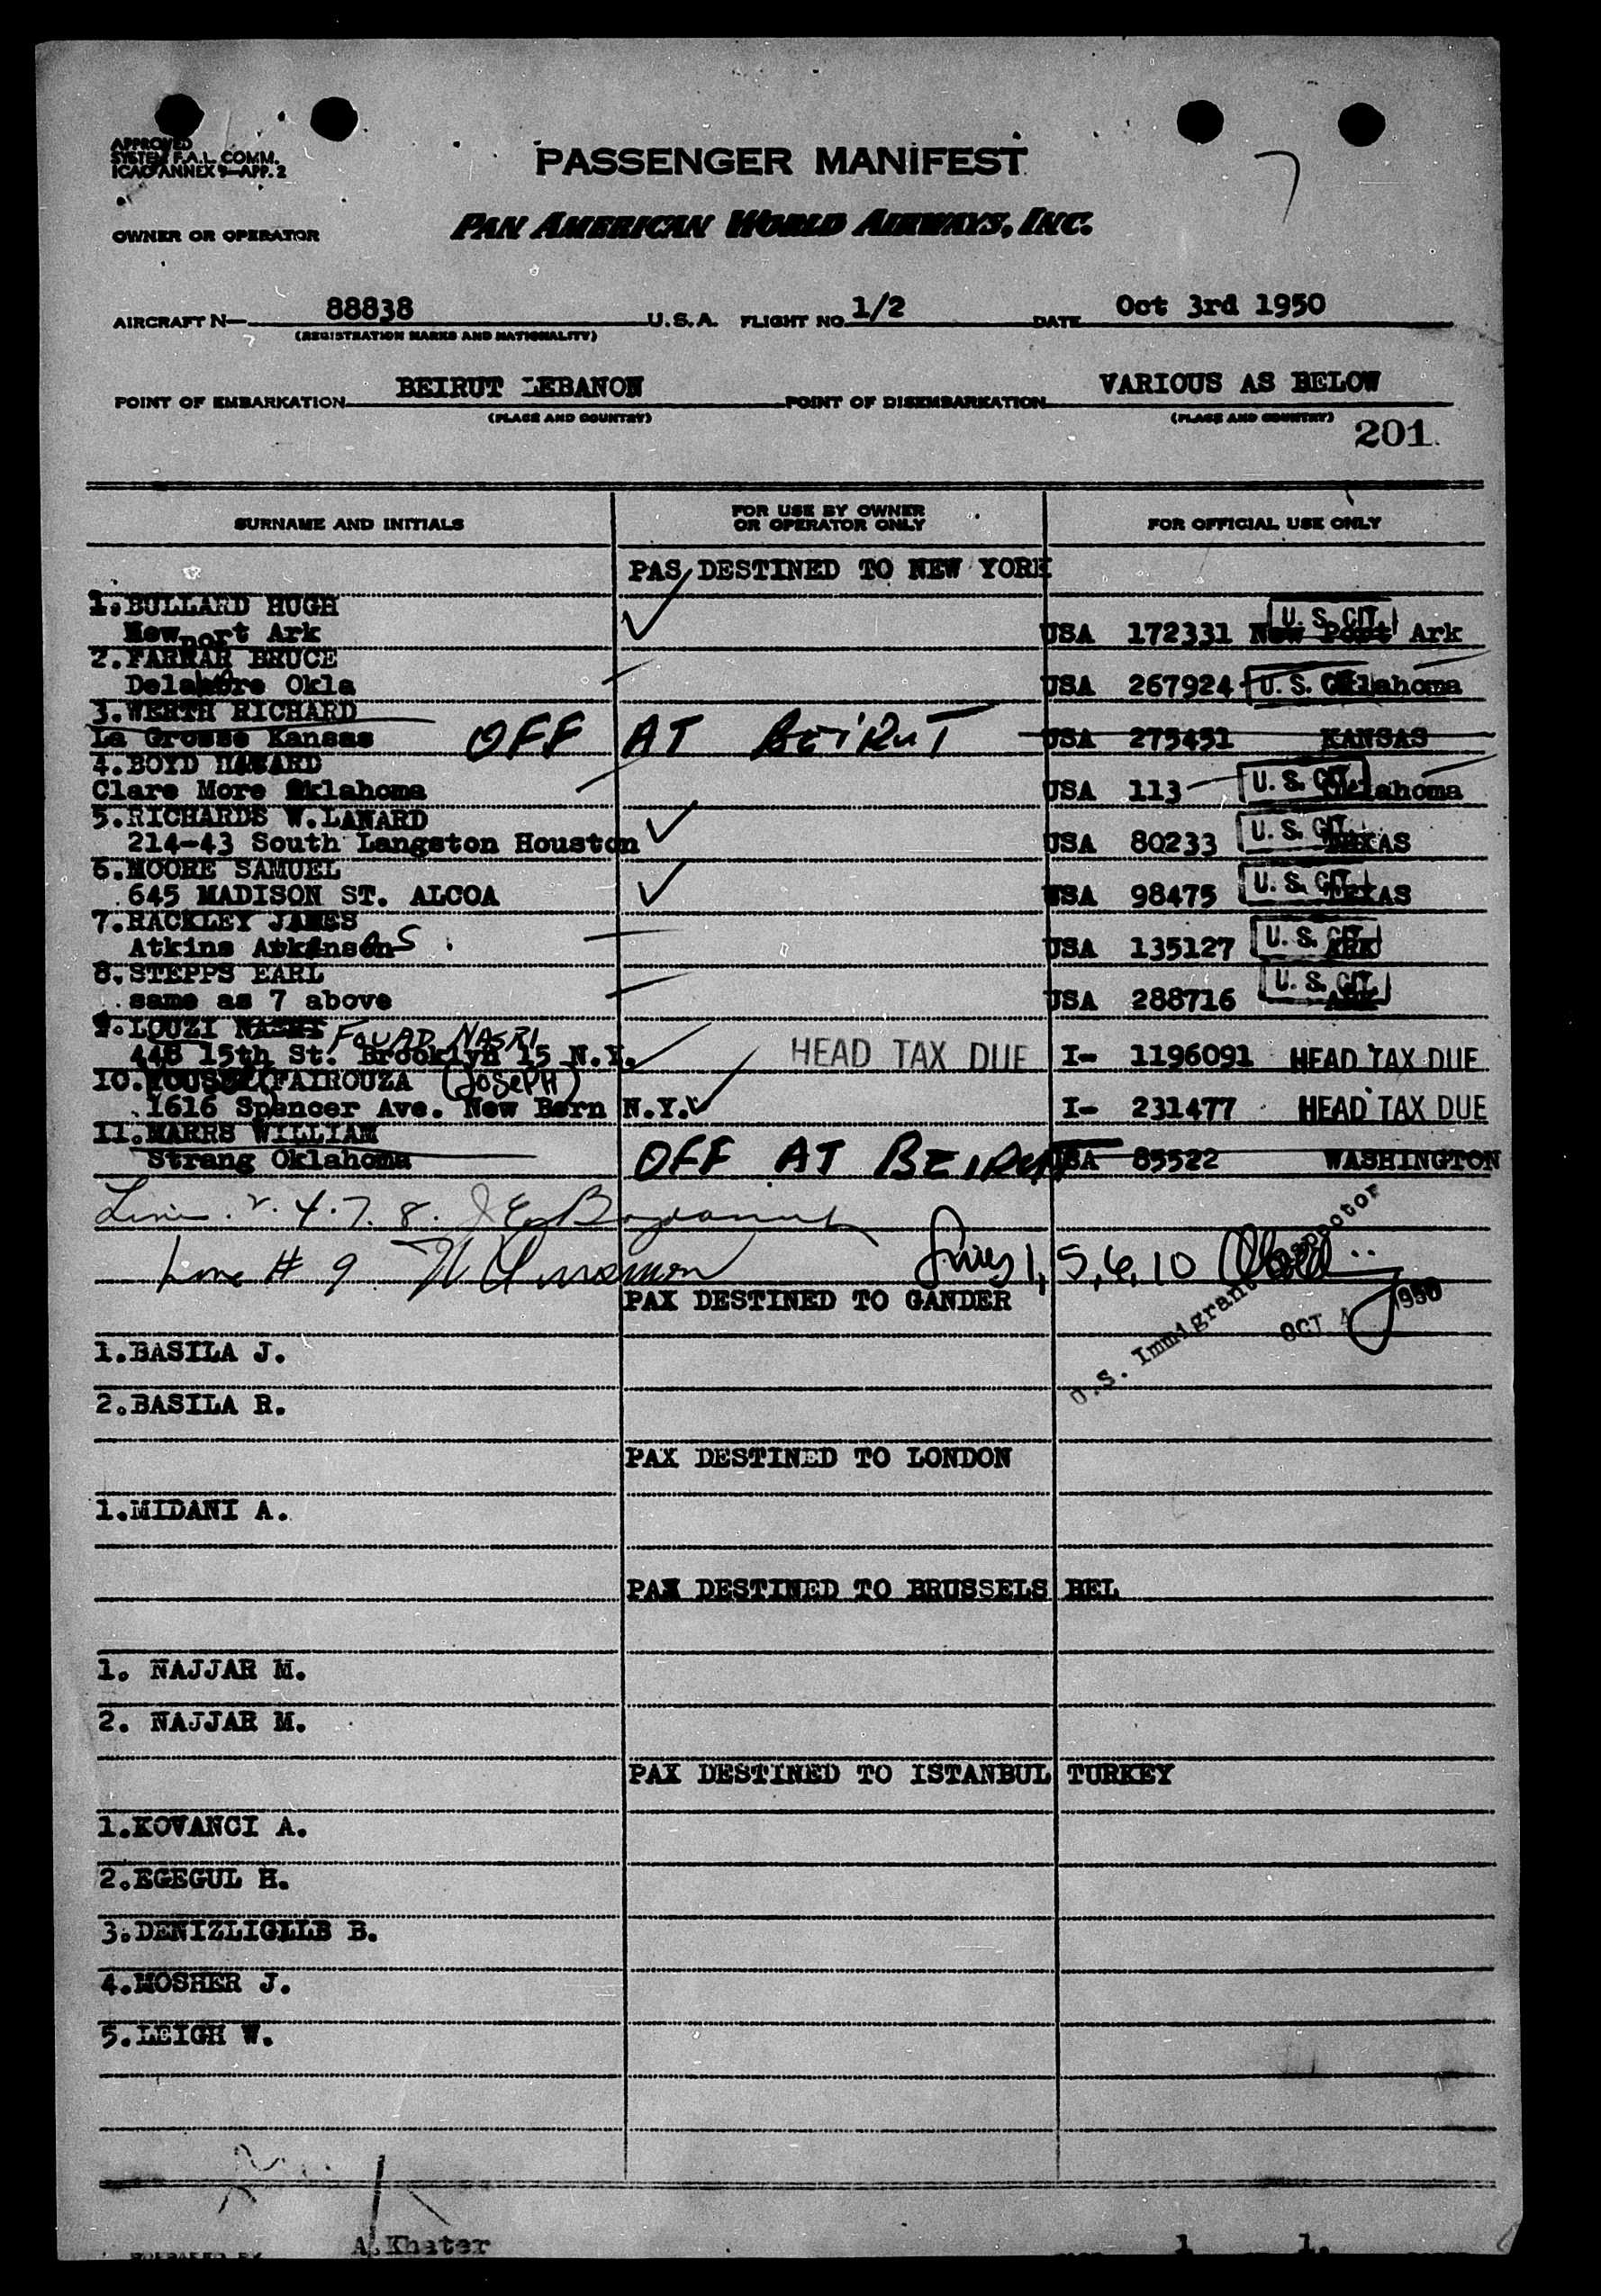 APPROVED
SYSTEM F.A.L. COMM.
ICAO ANNEX 9—APP. 2
PASSENGER MANIFEST
7
OWNER OR OPERATOR
PAN AMERICAN WORLD AIRWAYS, INC.
AIRCRAFT N— 88838 U.S.A. FLIGHT NO. 1/2 DATE Oct 3rd 1950
(REGISTRATION MARKS AND NATIONALITY)
POINT OF EMBARKATION BEIRUT LEBANON POINT OF DISEMBARKATION VARIOUS AS BELOW
(PLACE AND COUNTRY) (PLACE AND COUNTRY)
201
SURNAME AND INITIALS FOR USE BY OWNER OR OPERATOR ONLY FOR OFFICIAL USE ONLY
PAS DESTINED TO NEW YORK
1.BULLARD HUGH
Newport Ark USA 172331 New Port Ark U. S. CIT.
2.FARRAR BRUCE
Okla USA 267924 U. S. Oklahoma
3.WERTH RICHARD
La Grosse Kansas OFF AT BEIRUT USA 275451 KANSAS
4.BOYD
Clare More Oklahoma USA 113 U. S. CIT. Oklahoma
5.RICHARDS W.LANARD
214-43 South Langston Houston USA 80233 U. S. CIT. TEXAS
6.MOORE SAMUEL
645 MADISON ST. ALCOA USA 98475 U. S. CIT. TEXAS
7.HACKLEY JAMES
Atkins USA 135127 U. S. CIT. ARK
8.STEPPS EARL
same as 7 above USA 288716 U. S. CIT. ARK
9.LOUZI NASRI FOUAD NASRI
448 15th St. Brooklyn 15 N.Y. HEAD TAX DUE I- 1196091 HEAD TAX DUE
10.YOUSEF FAIROUZA (JOSEPH)
1616 Spencer Ave. New Bern N.Y. I- 231477 HEAD TAX DUE
11.MARRS WILLIAM
Strang Oklahoma OFF AT BEIRUT USA 85522 WASHINGTON
Line 2. 4. 7. 8.
Line # 9 Lines 1, 5, 6, 10
U.S. Immigrant Inspector
OCT 4 1950
PAX DESTINED TO GANDER
1.BASILA J.
2.BASILA R.
PAX DESTINED TO LONDON
1.MIDANI A.
PAX DESTINED TO BRUSSELS BEL
1. NAJJAR M.
2. NAJJAR M.
PAX DESTINED TO ISTANBUL TURKEY
1.KOVANCI A.
2.EGEGUL H.
3.DENIZLIGILLB B.
4.MOSHER J.
5.LEIGH W.
A. Khater
1 1.